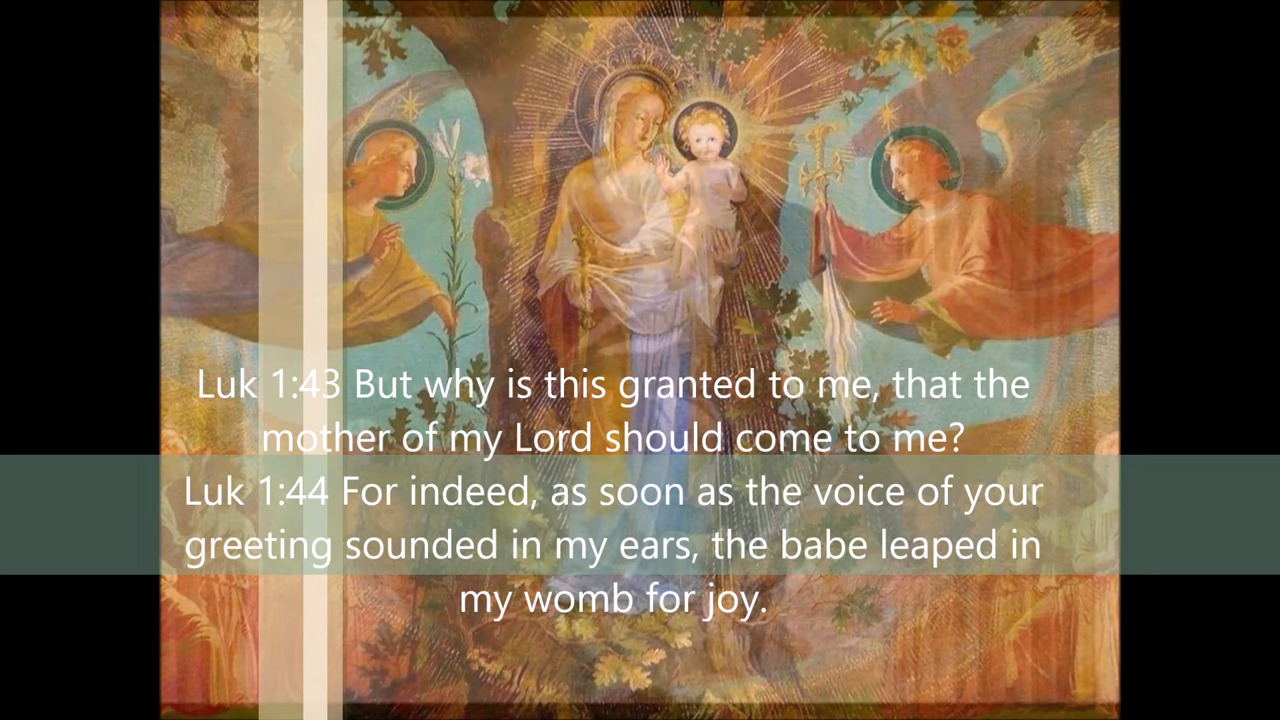 Luk 1:43 But why is this granted to me, that the
mother of my Lord should come to me?
Luk 1:44 For indeed, as soon as the voice of your
greeting sounded in my ears, the babe leaped in
my womb for joy.